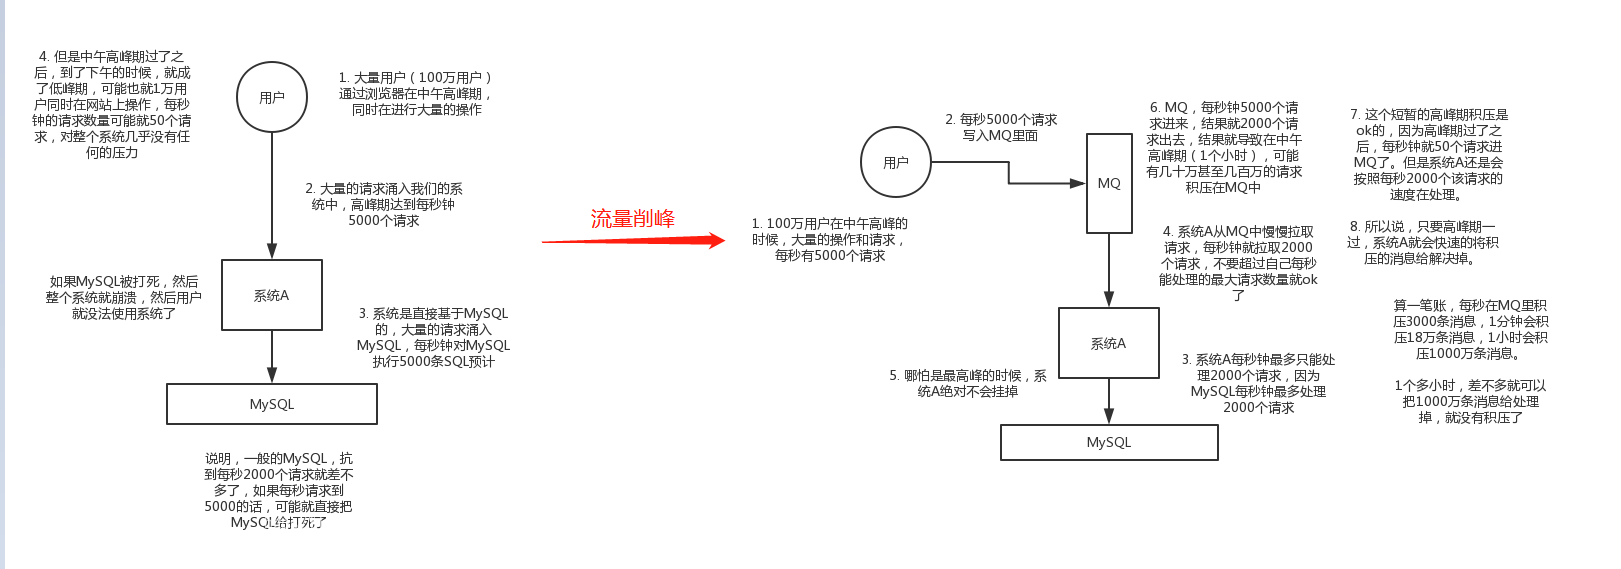 4. 但是中午高峰期过了之
后，到了下午的时候，就成
了低峰期，可能也就1万用
户同时在网站上操作，每秒
钟的请求数量可能就50个请
求，对整个系统几乎没有任
何的压力
用户
1. 大量用户（100万用户）
通过浏览器在中午高峰期，
同时在进行大量的操作
2. 大量的请求涌入我们的系
统中，高峰期达到每秒钟
5000个请求
如果MySQL被打死，然后
整个系统就崩溃，然后用户
就没法使用系统了
系统A
3. 系统是直接基于MySQL
的，大量的请求涌入
MySQL，每秒钟对MySQL
执行5000条SQL预计
MySQL
说明，一般的MySQL，抗
到每秒2000个请求就差不
多了，如果每秒请求到
5000的话，可能就直接把
MySQL给打死了
流量削峰
用户
2. 每秒5000个请求
写入MQ里面
1. 100万用户在中午高峰的
时候，大量的操作和请求，
每秒有5000个请求
MQ
6. MQ，每秒钟5000个请
求进来，结果就2000个请
求出去，结果就导致在中午
高峰期（1个小时），可能
有几十万甚至几百万的请求
积压在MQ中
4. 系统A从MQ中慢慢拉取
请求，每秒钟就拉取2000
个请求，不要超过自己每秒
能处理的最大请求数量就ok
了
系统A
5. 哪怕是最高峰的时候，系
统A绝对不会挂掉
3. 系统A每秒钟最多只能处
理2000个请求，因为
MySQL每秒钟最多处理
2000个请求
MySQL
7. 这个短暂的高峰期积压是
ok的，因为高峰期过了之
后，每秒钟就50个请求进
MQ了。但是系统A还是会
按照每秒2000个该请求的
速度在处理。
8. 所以说，只要高峰期一
过，系统A就会快速的将积
压的消息给解决掉。
算一笔账，每秒在MQ里积
压3000条消息，1分钟会积
压18万条消息，1小时会积
压1000万条消息。
1个多小时，差不多就可以
把1000万条消息给处理
掉，就没有积压了